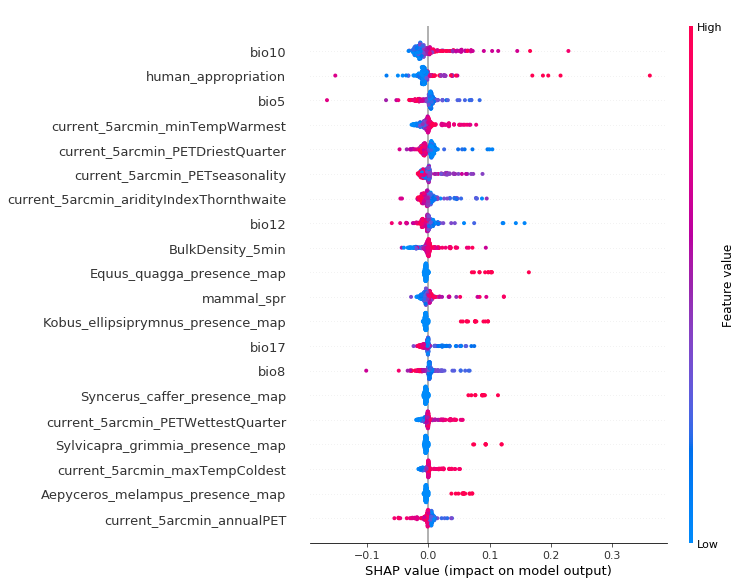 High
bio10
human_appropriation
bio5
current_5arcmin_minTempWarmest
current_5arcmin_PETDriestQuarter
current_5arcmin_PETseasonality
current_5arcmin_aridityIndexThornthwaite
bio12
BulkDensity_5min
Equus_quagga_presence_map
mammal_spr
Kobus_ellipsiprymnus_presence_map
bio17
bio8
Syncerus_caffer_presence_map
current_5arcmin_PETWettestQuarter
Sylvicapra_grimmia_presence_map
current_5arcmin_maxTempColdest
Aepyceros_melampus_presence_map
current_5arcmin_annualPET
Feature value
Low
−0.1 0.0 0.1 0.2 0.3
SHAP value (impact on model output)